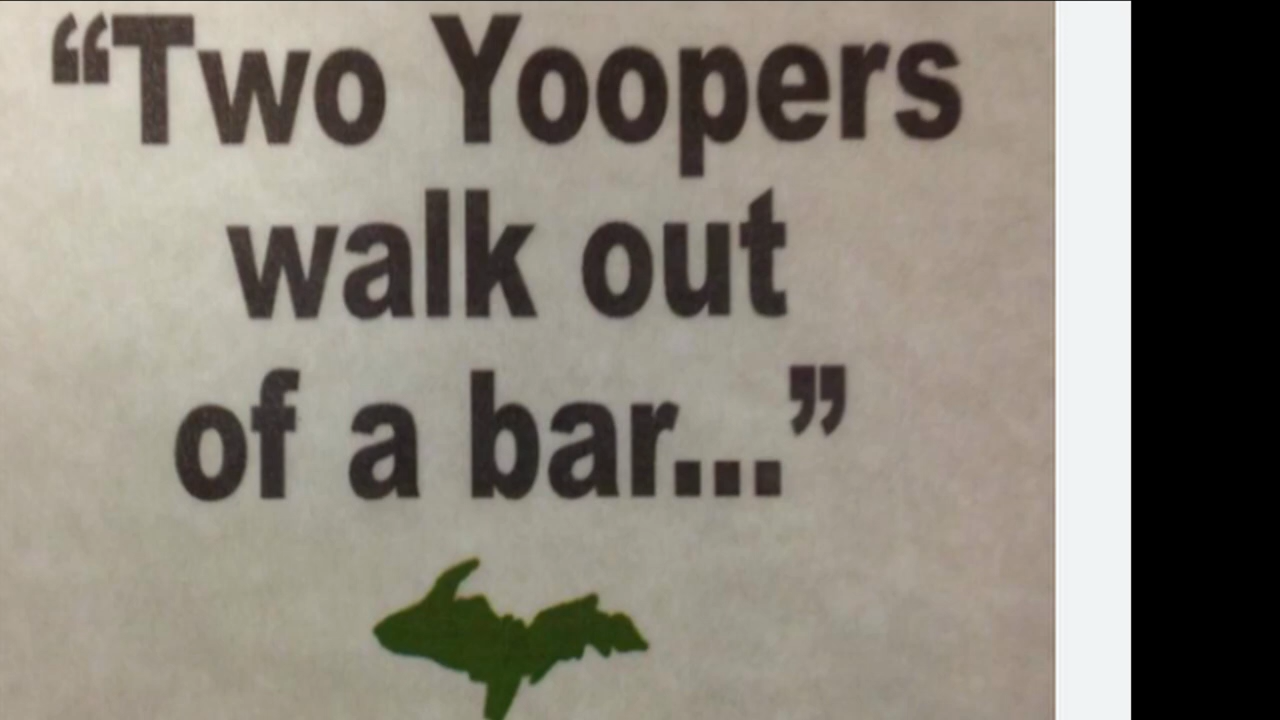 “Two Yoopers
walk out
of a bar...”